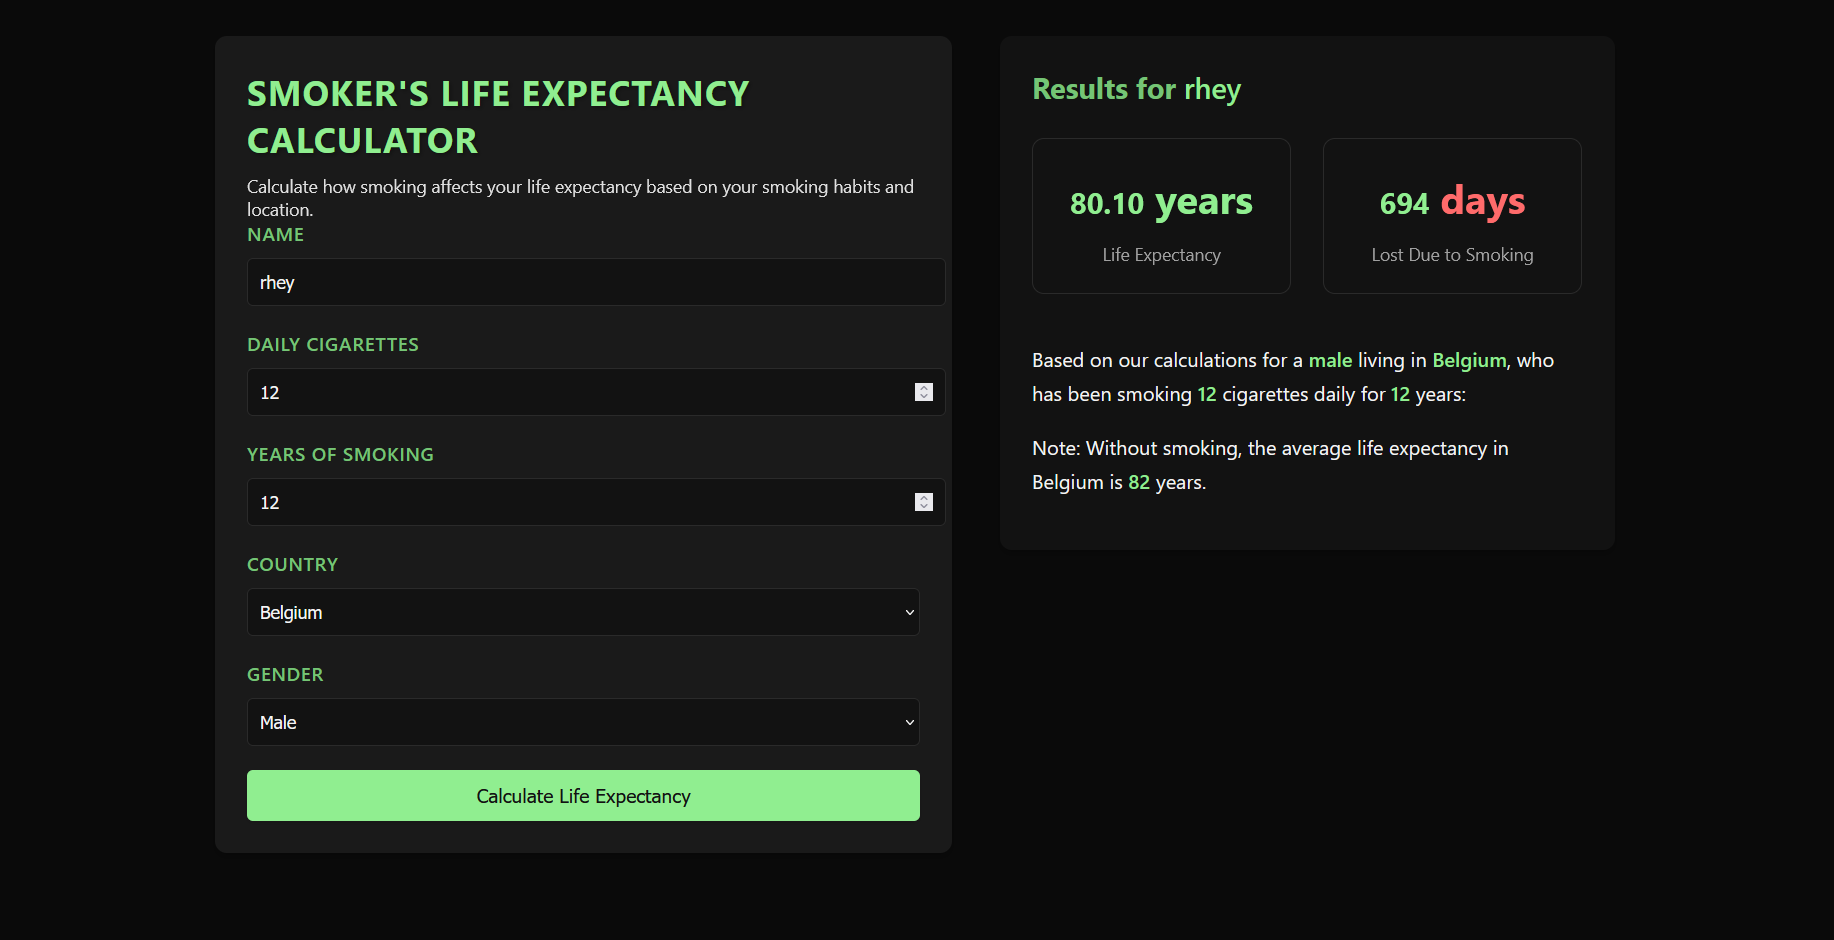 SMOKER'S LIFE EXPECTANCY
CALCULATOR
Calculate how smoking affects your life expectancy based on your smoking habits and
location.
NAME
rhey
DAILY CIGARETTES
12
YEARS OF SMOKING
12
COUNTRY
Belgium
GENDER
Male
Calculate Life Expectancy
Results for rhey
80.10 years
Life Expectancy
694 days
Lost Due to Smoking
Based on our calculations for a male living in Belgium, who
has been smoking 12 cigarettes daily for 12 years:
Note: Without smoking, the average life expectancy in
Belgium is 82 years.